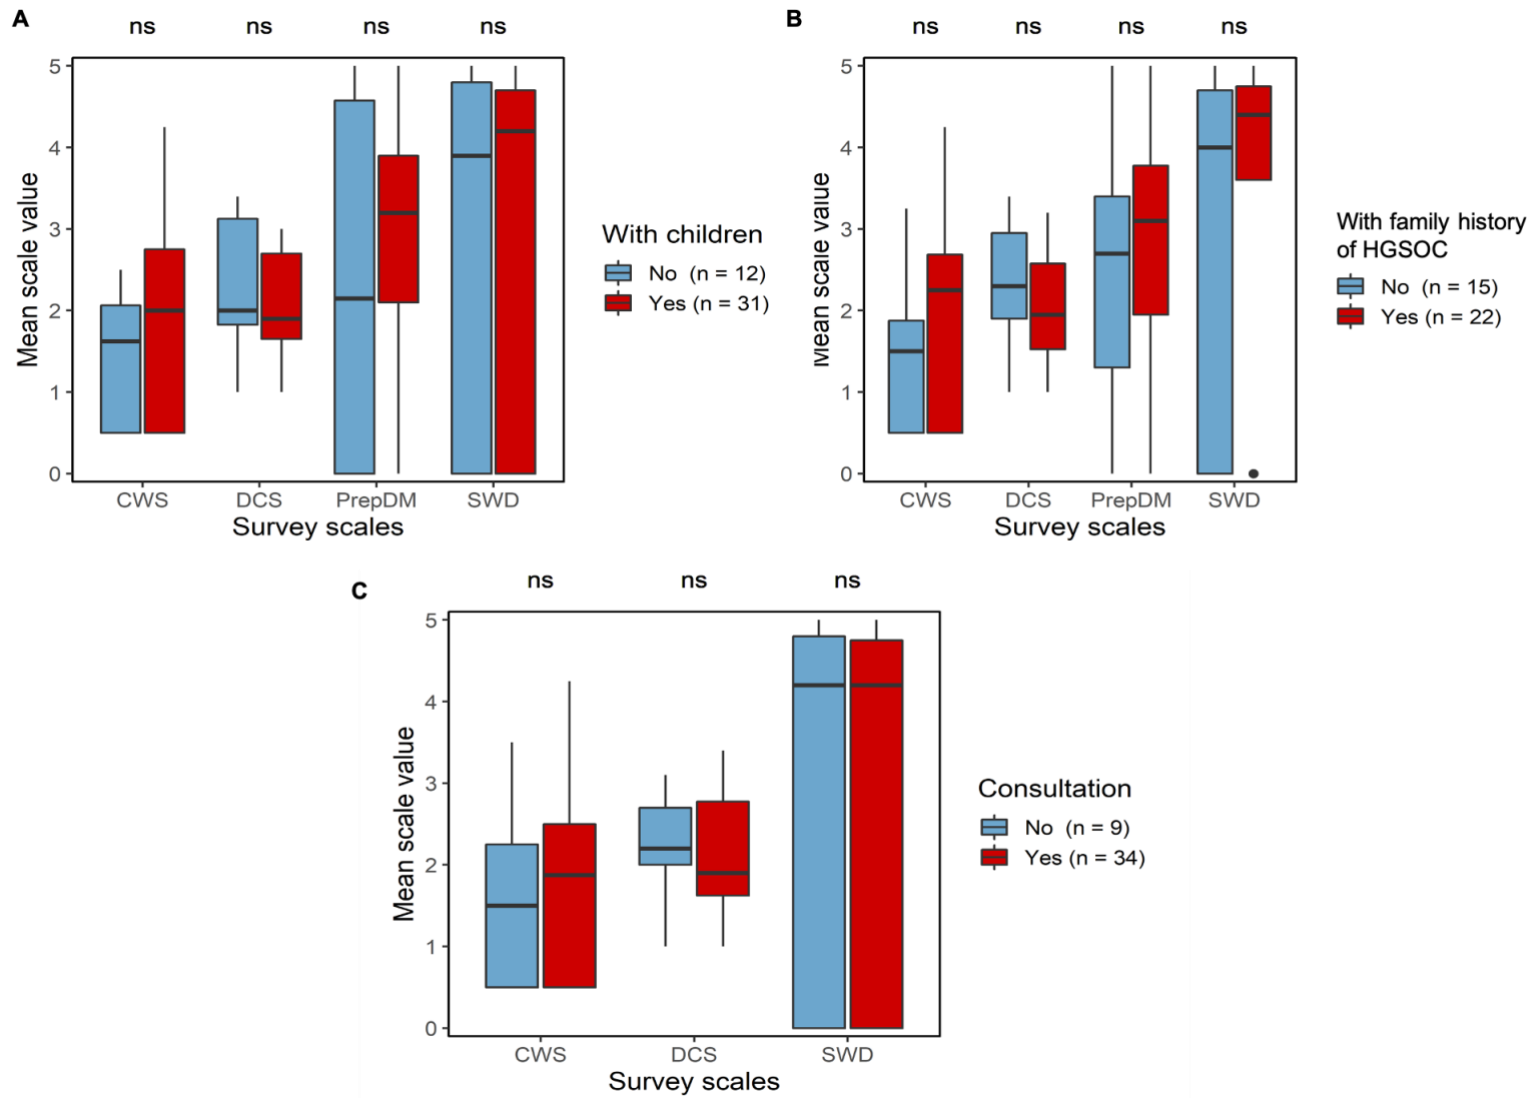 A
ns ns ns ns
5
4
3
2
1
0
Mean scale value
CWS DCS PrepDM SWD
Survey scales
With children
No (n = 12)
Yes (n = 31)
B
ns ns ns ns
5
4
3
2
1
0
Mean scale value
CWS DCS PrepDM SWD
Survey scales
With family history
of HGSOC
No (n = 15)
Yes (n = 22)
C
ns ns ns
5
4
3
2
1
0
Mean scale value
CWS DCS SWD
Survey scales
Consultation
No (n = 9)
Yes (n = 34)